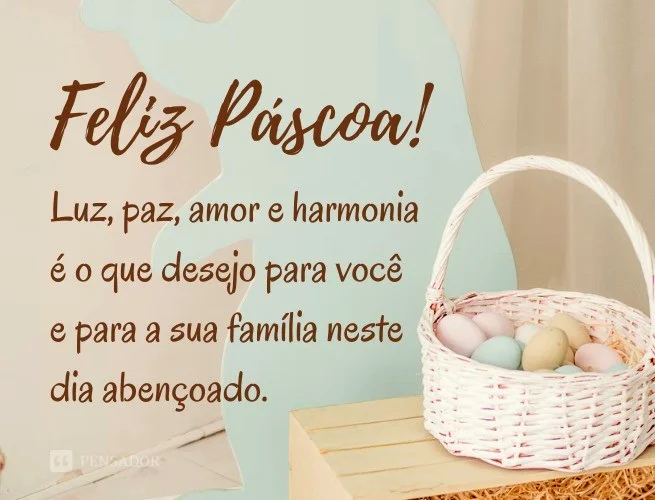 Feliz Páscoa!
Luz, paz, amor e harmonia
é o que desejo para você
e para a sua família neste
dia abençoado.
PENSADOR